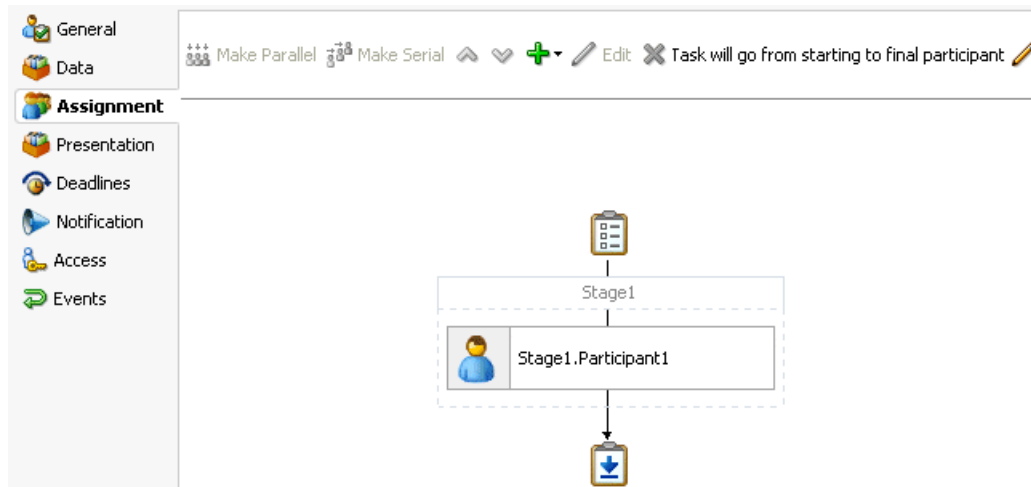 General
Data
Assignment
Presentation
Deadlines
Notification
Access
Events
Make Parallel Make Serial Edit Task will go from starting to final participant
Stage1
Stage1.Participant1